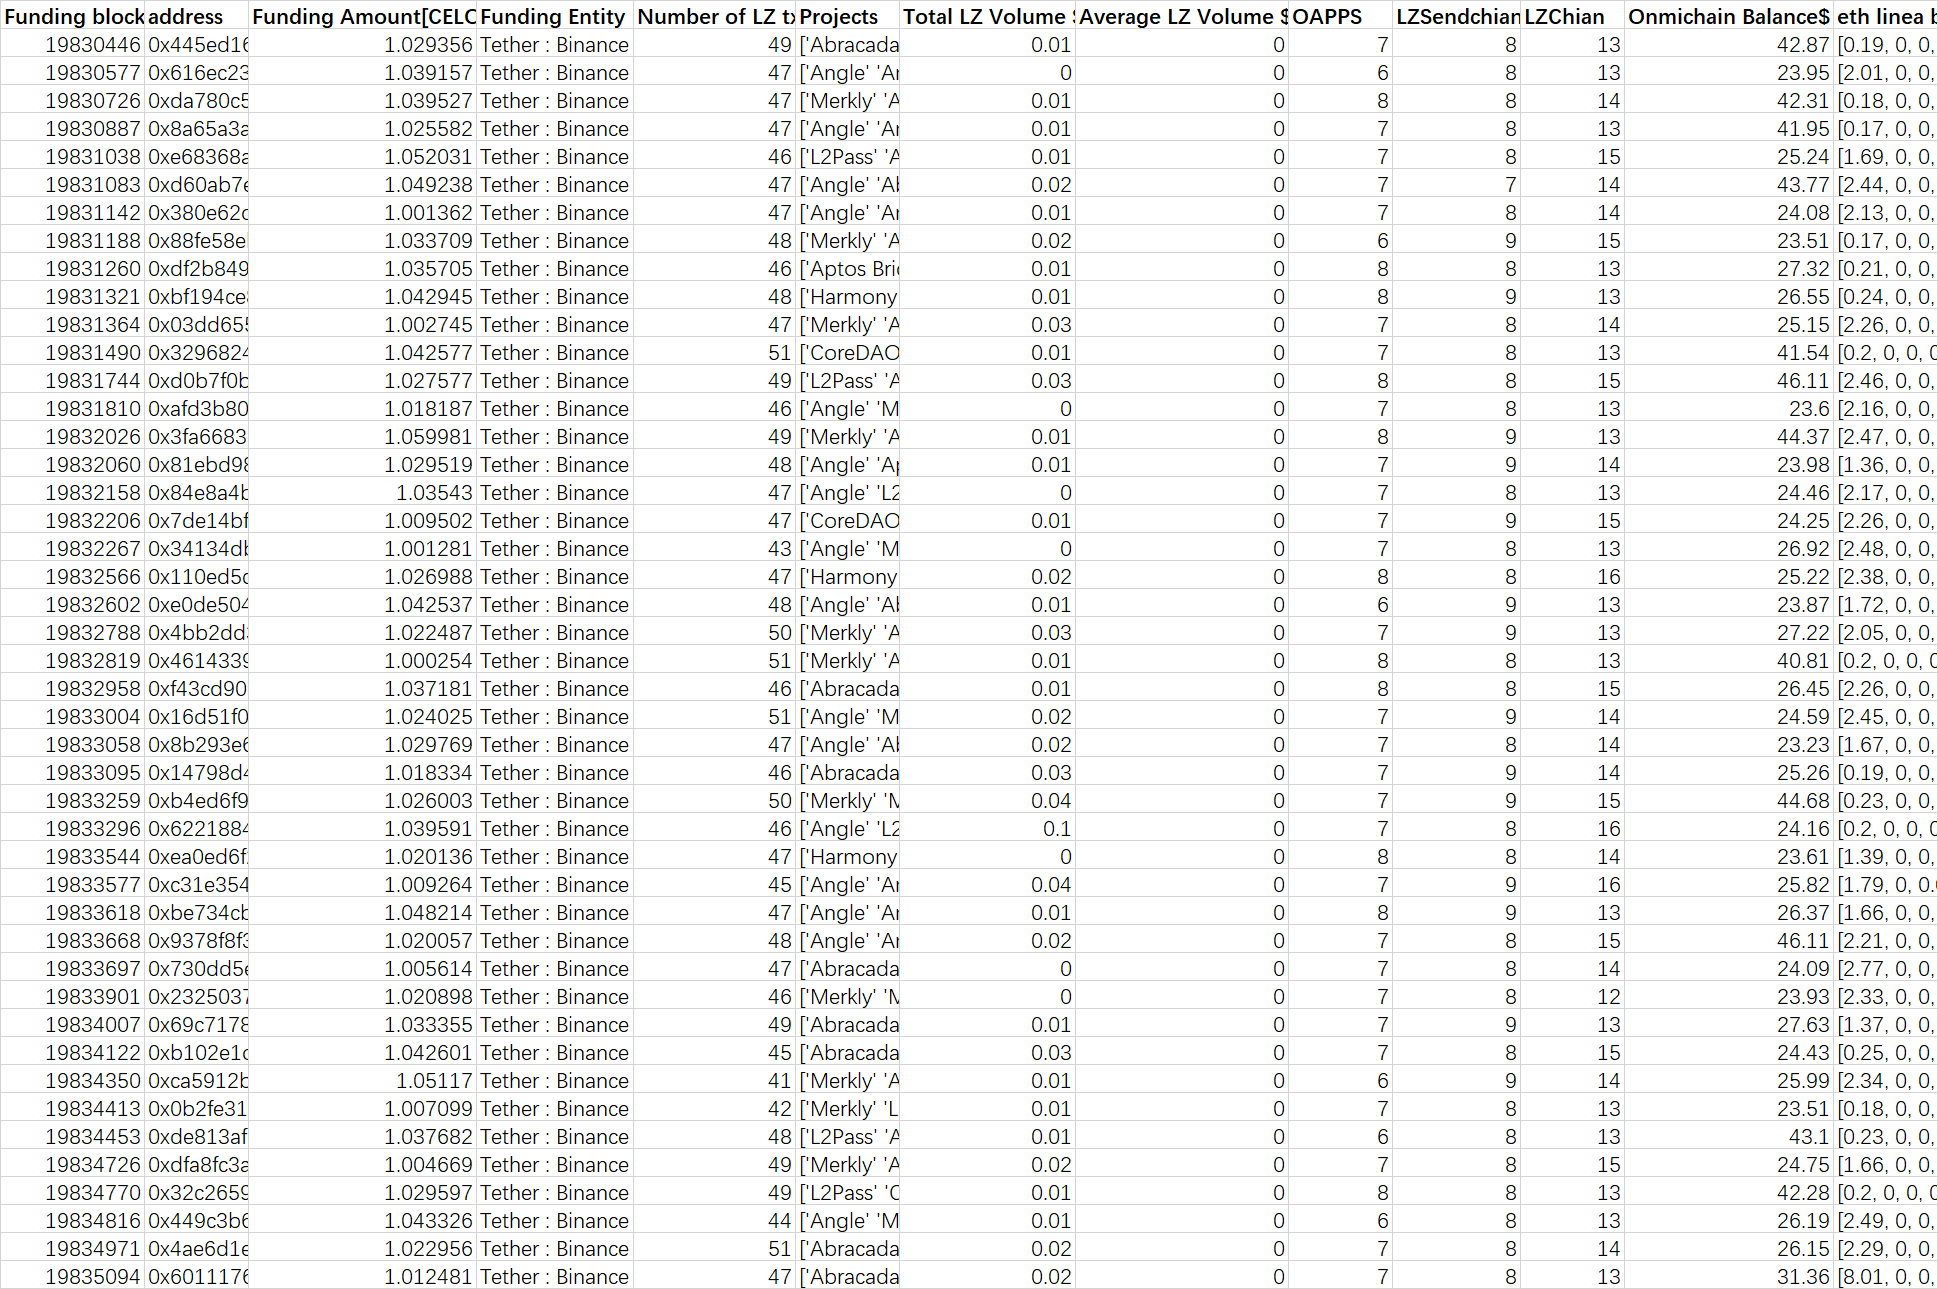 Funding block address Funding Amount[CELO Funding Entity Number of LZ tx Projects Total LZ Volume $ Average LZ Volume $ OAPPS LZSendchian LZChian Onmichain Balance$ eth linea b
19830446 0x445ed16 1.029356 Tether : Binance 49 ['Abracada 0.01 0 7 8 13 42.87 [0.19, 0, 0,
19830577 0x616ec23 1.039157 Tether : Binance 47 ['Angle' 'Ar 0 0 6 8 13 23.95 [2.01, 0, 0,
19830726 0xda780c5 1.039527 Tether : Binance 47 ['Merkly' 'A 0.01 0 8 8 14 42.31 [0.18, 0, 0,
19830887 0x8a65a3a 1.025582 Tether : Binance 47 ['Angle' 'Ar 0.01 0 7 8 13 41.95 [0.17, 0, 0,
19831038 0xe68368a 1.052031 Tether : Binance 46 ['L2Pass' 'A 0.01 0 7 8 15 25.24 [1.69, 0, 0,
19831083 0xd60ab7e 1.049238 Tether : Binance 47 ['Angle' 'Al 0.02 0 7 7 14 43.77 [2.44, 0, 0,
19831142 0x380e62c 1.001362 Tether : Binance 47 ['Angle' 'Ar 0.01 0 7 8 14 24.08 [2.13, 0, 0,
19831188 0x88fe58e 1.033709 Tether : Binance 48 ['Merkly' 'A 0.02 0 6 9 15 23.51 [0.17, 0, 0,
19831260 0xdf2b849 1.035705 Tether : Binance 46 ['Aptos Bri 0.01 0 8 8 13 27.32 [0.21, 0, 0,
19831321 0xbf194ce 1.042945 Tether : Binance 48 ['Harmony 0.01 0 8 9 13 26.55 [0.24, 0, 0,
19831364 0x03dd655 1.002745 Tether : Binance 47 ['Merkly' 'A 0.03 0 7 8 14 25.15 [2.26, 0, 0,
19831490 0x3296824 1.042577 Tether : Binance 51 ['CoreDAO 0.01 0 7 8 13 41.54 [0.2, 0, 0, 0
19831744 0xd0b7f0b 1.027577 Tether : Binance 49 ['L2Pass' 'A 0.03 0 8 8 15 46.11 [2.46, 0, 0,
19831810 0xafd3b80 1.018187 Tether : Binance 46 ['Angle' 'M 0 0 7 8 13 23.6 [2.16, 0, 0,
19832026 0x3fa6683 1.059981 Tether : Binance 49 ['Merkly' 'A 0.01 0 8 9 13 44.37 [2.47, 0, 0,
19832060 0x81ebd98 1.029519 Tether : Binance 48 ['Angle' 'Ap 0.01 0 7 9 14 23.98 [1.36, 0, 0,
19832158 0x84e8a4b 1.03543 Tether : Binance 47 ['Angle' 'L2 0 0 7 8 13 24.46 [2.17, 0, 0,
19832206 0x7de14bf 1.009502 Tether : Binance 47 ['CoreDAO 0.01 0 7 9 15 24.25 [2.26, 0, 0,
19832267 0x34134db 1.001281 Tether : Binance 43 ['Angle' 'M 0 0 7 8 13 26.92 [2.48, 0, 0,
19832566 0x110ed5c 1.026988 Tether : Binance 47 ['Harmony 0.02 0 8 8 16 25.22 [2.38, 0, 0,
19832602 0xe0de504 1.042537 Tether : Binance 48 ['Angle' 'Al 0.01 0 6 9 13 23.87 [1.72, 0, 0,
19832788 0x4bb2dd 1.022487 Tether : Binance 50 ['Merkly' 'A 0.03 0 7 9 13 27.22 [2.05, 0, 0,
19832819 0x4614339 1.000254 Tether : Binance 51 ['Merkly' 'A 0.01 0 8 8 13 40.81 [0.2, 0, 0, 0
19832958 0xf43cd90 1.037181 Tether : Binance 46 ['Abracada 0.01 0 8 8 15 26.45 [2.26, 0, 0,
19833004 0x16d51f0 1.024025 Tether : Binance 51 ['Angle' 'M 0.02 0 7 9 14 24.59 [2.45, 0, 0,
19833058 0x8b293e6 1.029769 Tether : Binance 47 ['Angle' 'Al 0.02 0 7 8 14 23.23 [1.67, 0, 0,
19833095 0x14798d4 1.018334 Tether : Binance 46 ['Abracada 0.03 0 7 9 14 25.26 [0.19, 0, 0,
19833259 0xb4ed6f9 1.026003 Tether : Binance 50 ['Merkly' 'M 0.04 0 7 9 15 44.68 [0.23, 0, 0,
19833296 0x6221884 1.039591 Tether : Binance 46 ['Angle' 'L2 0.1 0 7 8 16 24.16 [0.2, 0, 0, 0
19833544 0xea0ed6f 1.020136 Tether : Binance 47 ['Harmony 0 0 8 8 14 23.61 [1.39, 0, 0,
19833577 0xc31e354 1.009264 Tether : Binance 45 ['Angle' 'Ar 0.04 0 7 9 16 25.82 [1.79, 0, 0.0
19833618 0xbe734cb 1.048214 Tether : Binance 47 ['Angle' 'Ar 0.01 0 8 9 13 26.37 [1.66, 0, 0,
19833668 0x9378f8f3 1.020057 Tether : Binance 48 ['Angle' 'Ar 0.02 0 7 8 15 46.11 [2.21, 0, 0,
19833697 0x730dd5e 1.005614 Tether : Binance 47 ['Abracada 0 0 7 8 14 24.09 [2.77, 0, 0,
19833901 0x2325037 1.020898 Tether : Binance 46 ['Merkly' 'M 0 0 7 8 12 23.93 [2.33, 0, 0,
19834007 0x69c7178 1.033355 Tether : Binance 49 ['Abracada 0.01 0 7 9 13 27.63 [1.37, 0, 0,
19834122 0xb102e1c 1.042601 Tether : Binance 45 ['Abracada 0.03 0 7 8 15 24.43 [0.25, 0, 0,
19834350 0xca5912b 1.05117 Tether : Binance 41 ['Merkly' 'A 0.01 0 6 9 14 25.99 [2.34, 0, 0,
19834413 0x0b2fe31 1.007099 Tether : Binance 42 ['Merkly' 'L 0.01 0 7 8 13 23.51 [0.18, 0, 0,
19834453 0xde813af 1.037682 Tether : Binance 48 ['L2Pass' 'A 0.01 0 6 8 13 43.1 [0.23, 0, 0,
19834726 0xdfa8fc3a 1.004669 Tether : Binance 49 ['Merkly' 'A 0.02 0 7 8 15 24.75 [1.66, 0, 0,
19834770 0x32c2659 1.029597 Tether : Binance 49 ['L2Pass' 'C 0.01 0 8 8 13 42.28 [0.2, 0, 0, 0
19834816 0x449c3b6 1.043326 Tether : Binance 44 ['Angle' 'M 0.01 0 6 8 13 26.19 [2.49, 0, 0,
19834971 0x4ae6d1e 1.022956 Tether : Binance 51 ['Abracada 0.02 0 7 8 14 26.15 [2.29, 0, 0,
19835094 0x6011176 1.012481 Tether : Binance 47 ['Abracada 0.02 0 7 8 13 31.36 [8.01, 0, 0,